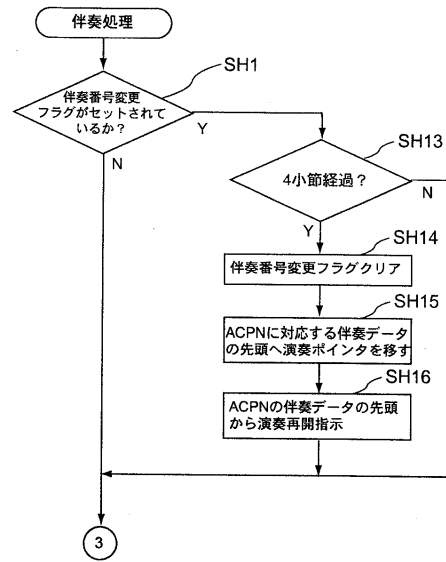 伴奏処理
SH1
伴奏番号変更
フラグがセットされて
いるか？
Y
N
SH13
4小節経過？
N
Y
SH14
伴奏番号変更フラグクリア
SH15
ACPNに対応する伴奏データ
の先頭へ演奏ポインタを移す
SH16
ACPNの伴奏データの先頭
から演奏再開指示
3